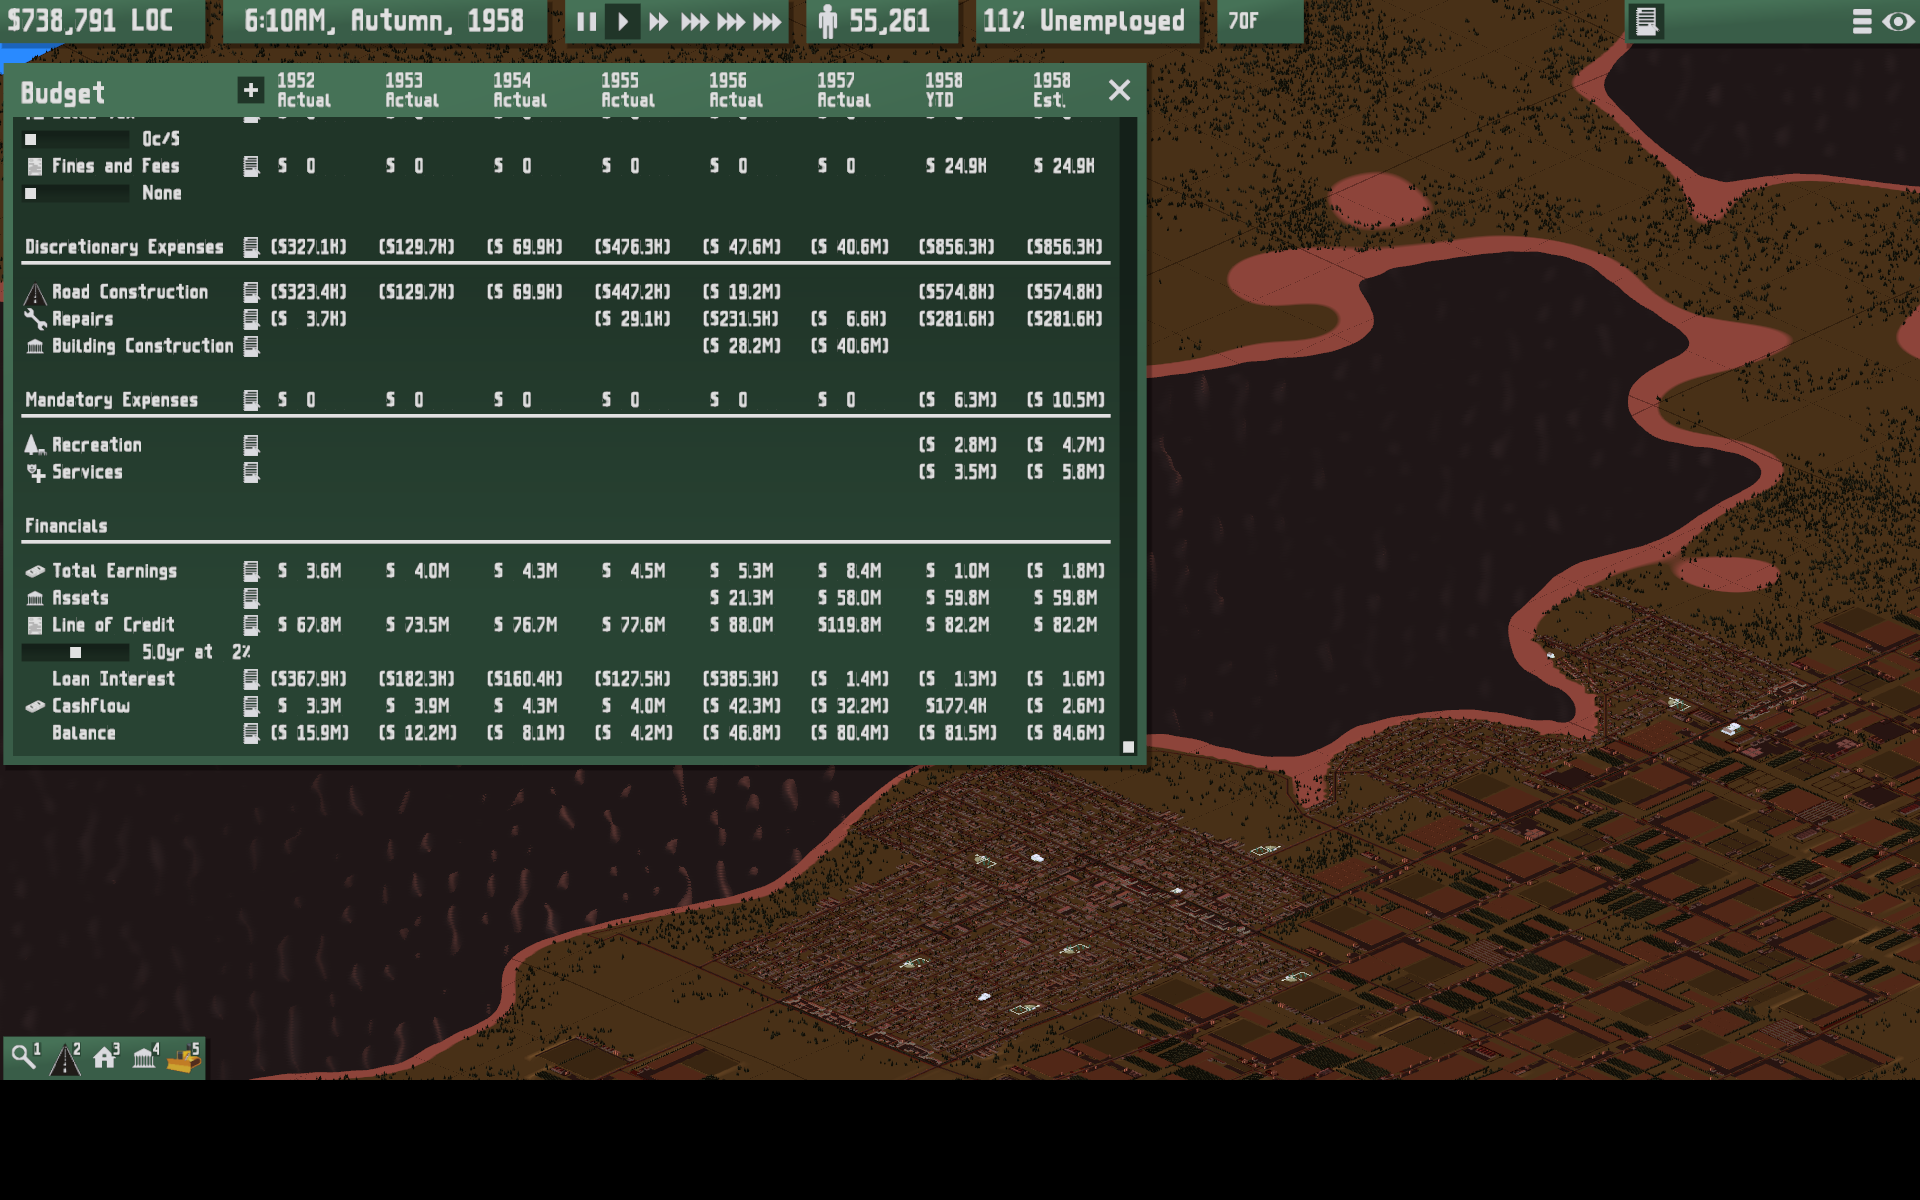 $738,791 LOC 6:10AM, Autumn, 1958 55,261 11% Unemployed 70F
Budget + 1952 Actual 1953 Actual 1954 Actual 1955 Actual 1956 Actual 1957 Actual 1958 YTD 1958 Est.
0c/$
Fines and Fees $ 0 $ 0 $ 0 $ 0 $ 0 $ 0 $ 24.9K $ 24.9K
None
Discretionary Expenses ($327.1K) ($129.7K) ($ 69.9K) ($476.3K) ($ 47.6M) ($ 40.6M) ($856.3K) ($856.3K)
Road Construction ($323.4K) ($129.7K) ($ 69.9K) ($447.2K) ($ 19.2M) ($574.8K) ($574.8K)
Repairs ($ 3.7K) ($ 29.1K) ($231.5K) ($ 6.6K) ($281.6K) ($281.6K)
Building Construction ($ 28.2M) ($ 40.6M)
Mandatory Expenses $ 0 $ 0 $ 0 $ 0 $ 0 $ 0 ($ 6.3M) ($ 10.5M)
Recreation ($ 2.8M) ($ 4.7M)
Services ($ 3.5M) ($ 5.8M)
Financials
Total Earnings $ 3.6M $ 4.0M $ 4.3M $ 4.5M $ 5.3M $ 8.4M $ 1.0M ($ 1.8M)
Assets $ 21.3M $ 58.0M $ 59.8M $ 59.8M
Line of Credit $ 67.8M $ 73.5M $ 76.7M $ 77.6M $ 88.0M $119.8M $ 82.2M $ 82.2M
5.0yr at 2%
Loan Interest ($367.9K) ($182.3K) ($160.4K) ($127.5K) ($385.3K) ($ 1.4M) ($ 1.3M) ($ 1.6M)
Cashflow $ 3.3M $ 3.9M $ 4.3M $ 4.0M ($ 42.3M) ($ 32.2M) $177.4K ($ 2.6M)
Balance ($ 15.9M) ($ 12.2M) ($ 8.1M) ($ 4.2M) ($ 46.8M) ($ 80.4M) ($ 81.5M) ($ 84.6M)
1 2 3 4 5